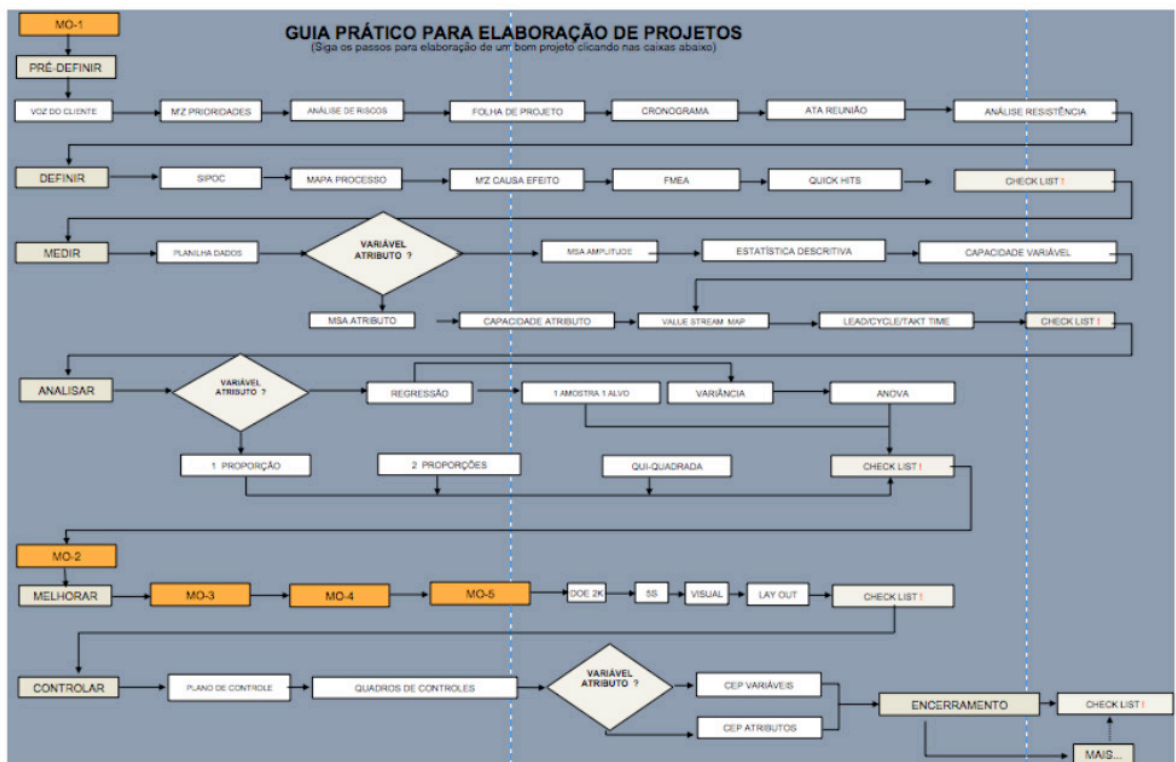 MO-1
GUIA PRÁTICO PARA ELABORAÇÃO DE PROJETOS
(Siga os passos para elaboração de um bom projeto clicando nas caixas abaixo)
PRÉ-DEFINIR
VOZ DO CLIENTE
M'Z PRIORIDADES
ANÁLISE DE RISCOS
FOLHA DE PROJETO
CRONOGRAMA
ATA REUNIÃO
ANÁLISE RESISTÊNCIA
DEFINIR
SIPOC
MAPA PROCESSO
M'Z CAUSA EFEITO
FMEA
QUICK HITS
CHECK LIST !
MEDIR
PLANILHA DADOS
VARIÁVEL
ATRIBUTO ?
MSA AMPLITUDE
ESTATÍSTICA DESCRITIVA
CAPACIDADE VARIÁVEL
MSA ATRIBUTO
CAPACIDADE ATRIBUTO
VALUE STREAM MAP
LEAD/CYCLE/TAKT TIME
CHECK LIST !
ANALISAR
VARIÁVEL
ATRIBUTO ?
REGRESSÃO
1 AMOSTRA 1 ALVO
VARIÂNCIA
ANOVA
1 PROPORÇÃO
2 PROPORÇÕES
QUI-QUADRADA
CHECK LIST !
MO-2
MELHORAR
MO-3
MO-4
MO-5
DOE 2K
5S
VISUAL
LAY OUT
CHECK LIST !
CONTROLAR
PLANO DE CONTROLE
QUADROS DE CONTROLES
VARIÁVEL
ATRIBUTO ?
CEP VARIÁVEIS
CEP ATRIBUTOS
ENCERRAMENTO
CHECK LIST !
MAIS...